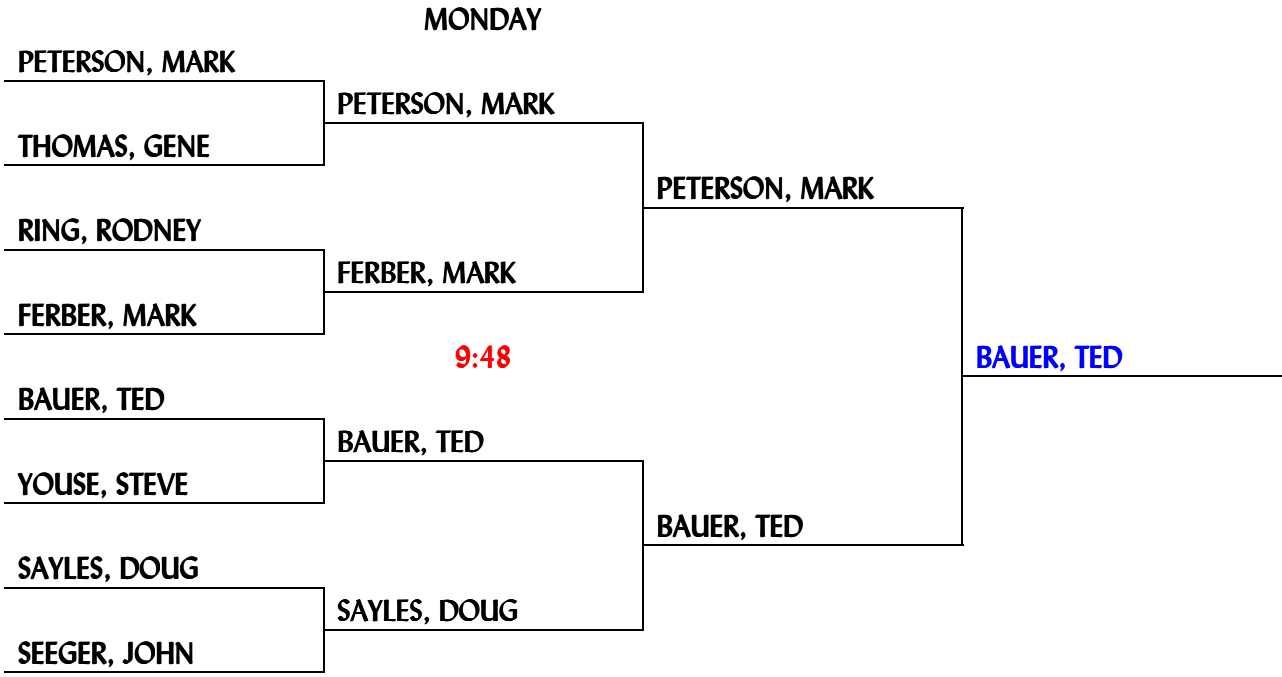 MONDAY
PETERSON, MARK
PETERSON, MARK
THOMAS, GENE
PETERSON, MARK
RING, RODNEY
FERBER, MARK
FERBER, MARK
9:48
BAUER, TED
BAUER, TED
BAUER, TED
YOUSE, STEVE
BAUER, TED
SAYLES, DOUG
SAYLES, DOUG
SEEGER, JOHN